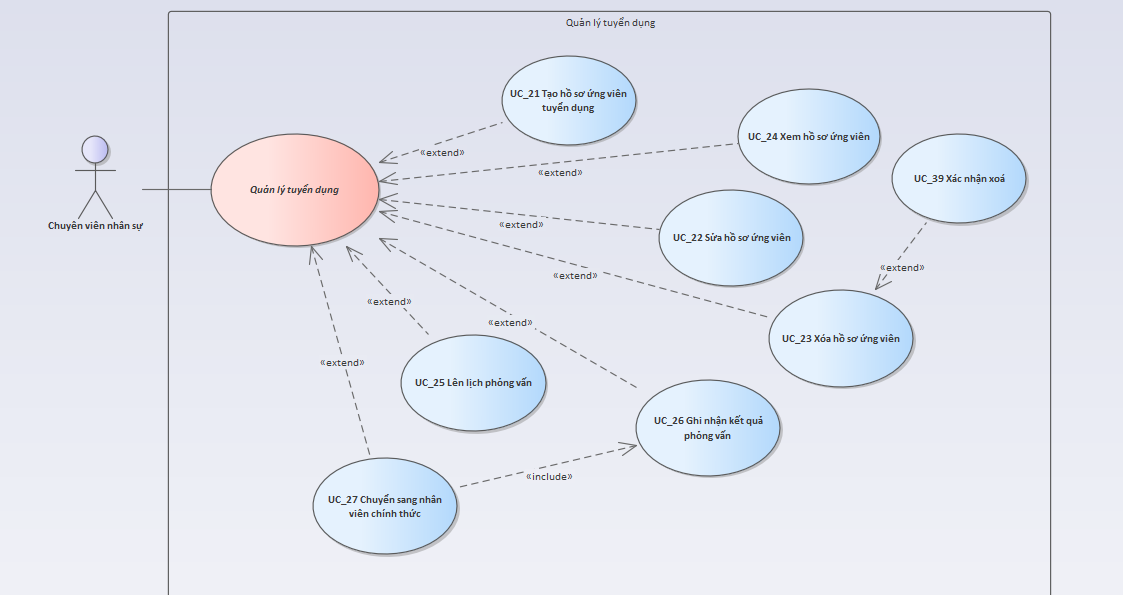 Quản lý tuyển dụng
UC_21 Tạo hồ sơ ứng viên
tuyển dụng
UC_24 Xem hồ sơ ứng viên
«extend»
«extend»
UC_39 Xác nhận xoá
Quản lý tuyển dụng
Chuyên viên nhân sự
«extend»
UC_22 Sửa hồ sơ ứng viên
«extend»
«extend»
«extend»
«extend»
UC_23 Xóa hồ sơ ứng viên
«extend»
UC_25 Lên lịch phỏng vấn
UC_26 Ghi nhận kết quả
phỏng vấn
«include»
UC_27 Chuyển sang nhân
viên chính thức